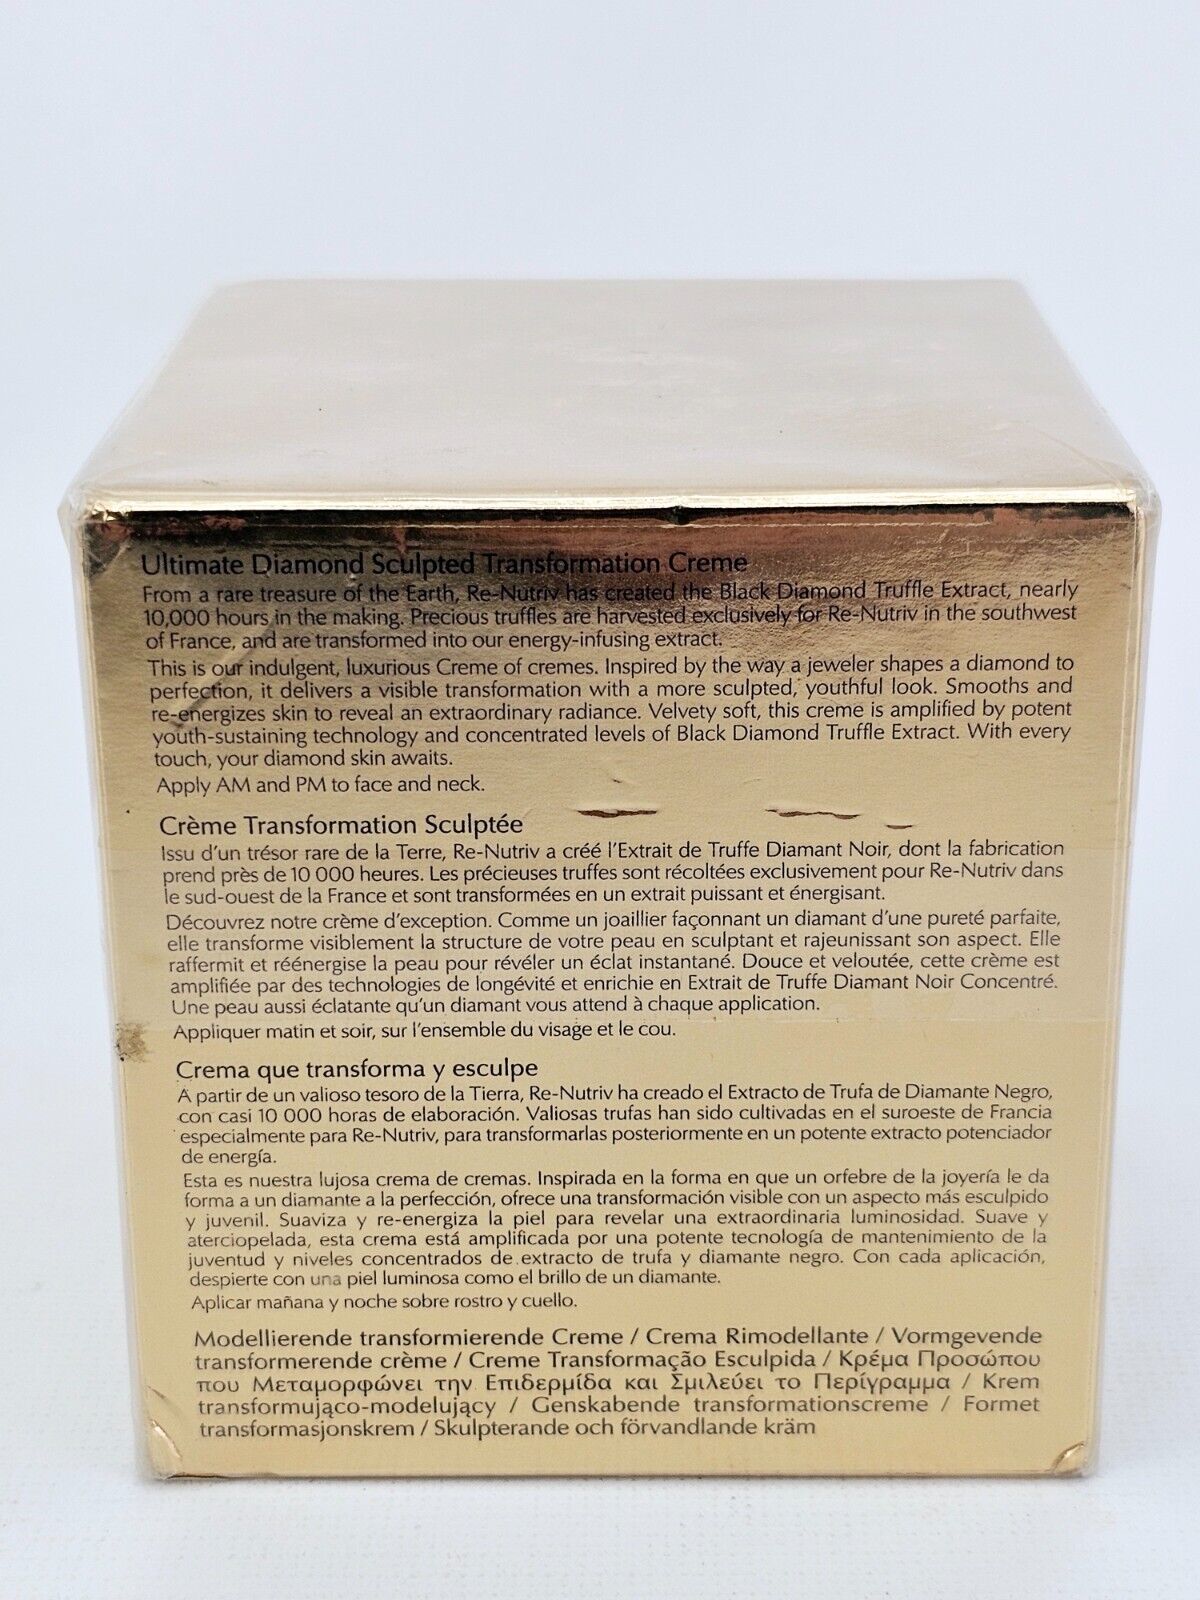 Ultimate Diamond Sculpted Transformation Creme
From a rare treasure of the Earth, Re-Nutriv has created the Black Diamond Truffle Extract, nearly
10,000 hours in the making. Precious truffles are harvested exclusively for Re-Nutriv in the southwest
of France, and are transformed into our energy-infusing extract.
This is our indulgent, luxurious Creme of cremes. Inspired by the way a jeweler shapes a diamond to
perfection, it delivers a visible transformation with a more sculpted, youthful look. Smooths and
re-energizes skin to reveal an extraordinary radiance. Velvety soft, this creme is amplified by potent
youth-sustaining technology and concentrated levels of Black Diamond Truffle Extract. With every
touch, your diamond skin awaits.
Apply AM and PM to face and neck.
Crème Transformation Sculptée
Issu d'un trésor rare de la Terre, Re-Nutriv a créé l'Extrait de Truffe Diamant Noir, dont la fabrication
prend près de 10 000 heures. Les précieuses truffes sont récoltées exclusivement pour Re-Nutriv dans
le sud-ouest de la France et sont transformées en un extrait puissant et énergisant.
Découvrez notre crème d'exception. Comme un joaillier façonnant un diamant d'une pureté parfaite,
elle transforme visiblement la structure de votre peau en sculptant et rajeunissant son aspect. Elle
raffermit et réénergise la peau pour révéler un éclat instantané. Douce et veloutée, cette crème est
amplifiée par des technologies de longévité et enrichie en Extrait de Truffe Diamant Noir Concentré.
Une peau aussi éclatante qu'un diamant vous attend à chaque application.
Appliquer matin et soir, sur l'ensemble du visage et le cou.
Crema que transforma y esculpe
A partir de un valioso tesoro de la Tierra, Re-Nutriv ha creado el Extracto de Trufa de Diamante Negro,
con casi 10 000 horas de elaboración. Valiosas trufas han sido cultivadas en el suroeste de Francia
especialmente para Re-Nutriv, para transformarlas posteriormente en un potente extracto potenciador
de energía.
Esta es nuestra lujosa crema de cremas. Inspirada en la forma en que un orfebre de la joyería le da
forma a un diamante a la perfección, ofrece una transformación visible con un aspecto más esculpido
y juvenil. Suaviza y re-energiza la piel para revelar una extraordinaria luminosidad. Suave y
aterciopelada, esta crema está amplificada por una potente tecnología de mantenimiento de la
juventud y niveles concentrados de extracto de trufa y diamante negro. Con cada aplicación,
despierte con una piel luminosa como el brillo de un diamante.
Aplicar mañana y noche sobre rostro y cuello.
Modellierende transformierende Creme / Crema Rimodellante / Vormgevende
transformerende crème / Creme Transformação Esculpida / Κρέμα Προσώπου
που Μεταμορφώνει την Επιδερμίδα και Σμιλεύει το Περίγραμμα / Krem
transformująco-modelujący / Genskabende transformationscreme / Formet
transformasjonskrem / Skulpterande och förvandlande kräm